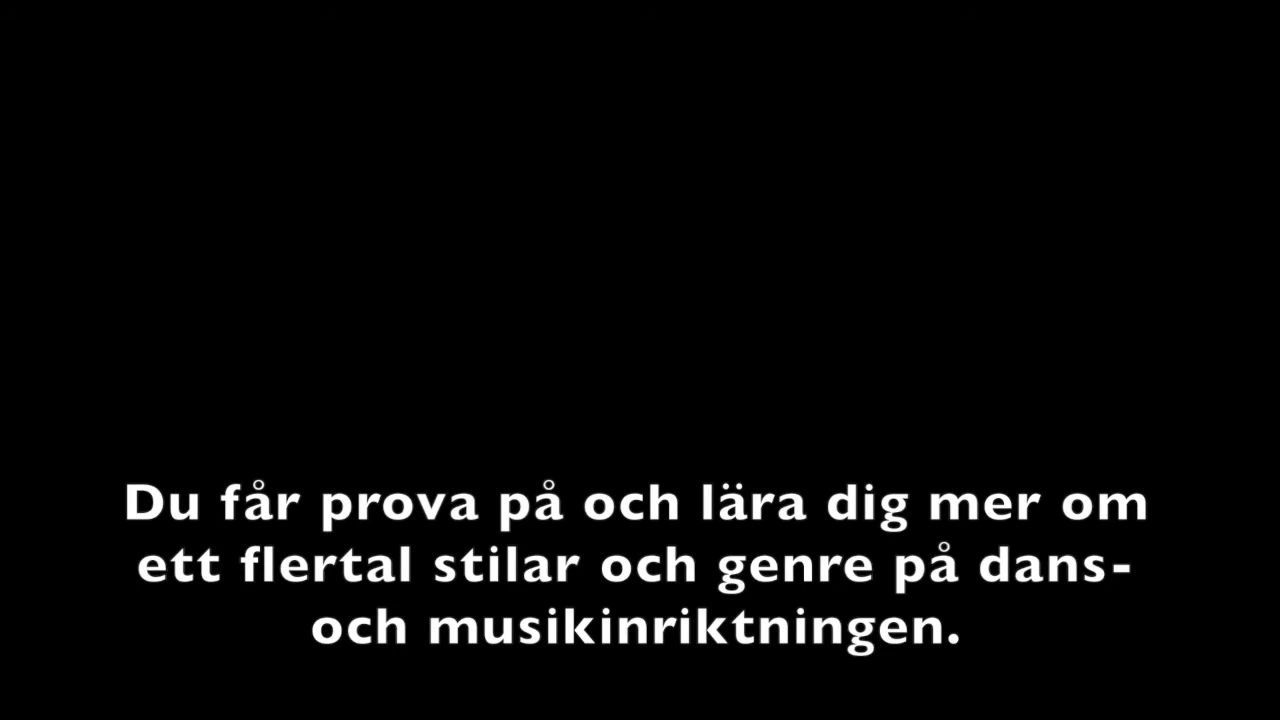 Du får prova på och lära dig mer om
ett flertal stilar och genre på dans-
och musikinriktningen.